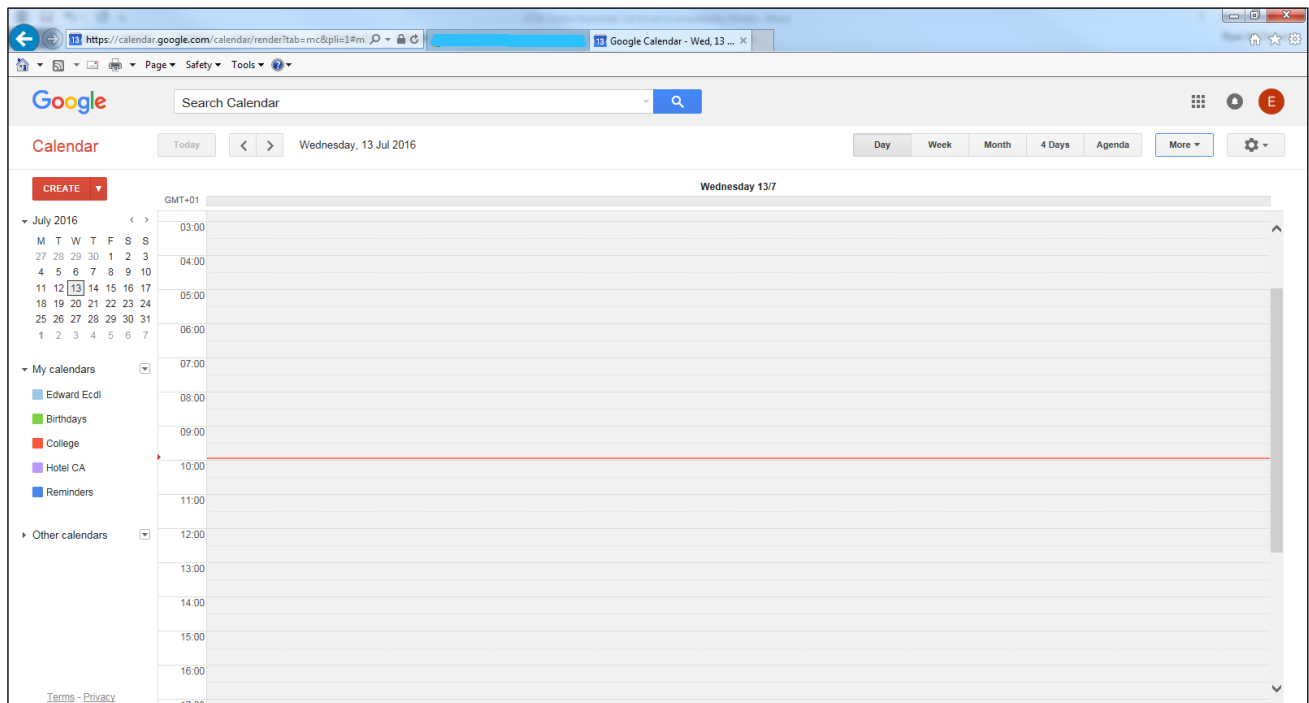 https://calendar.google.com/calendar/render?tab=mc&pli=1#m
13 Google Calendar - Wed, 13 ...
Page Safety Tools
Google Search Calendar E
Calendar Today Wednesday, 13 Jul 2016 Day Week Month 4 Days Agenda More
CREATE
Wednesday 13/7
GMT+01
July 2016
M T W T F S S
27 28 29 30 1 2 3
4 5 6 7 8 9 10
11 12 13 14 15 16 17
18 19 20 21 22 23 24
25 26 27 28 29 30 31
1 2 3 4 5 6 7
My calendars
Edward Ecdl
Birthdays
College
Hotel CA
Reminders
Other calendars
Terms - Privacy
03:00
04:00
05:00
06:00
07:00
08:00
09:00
10:00
11:00
12:00
13:00
14:00
15:00
16:00